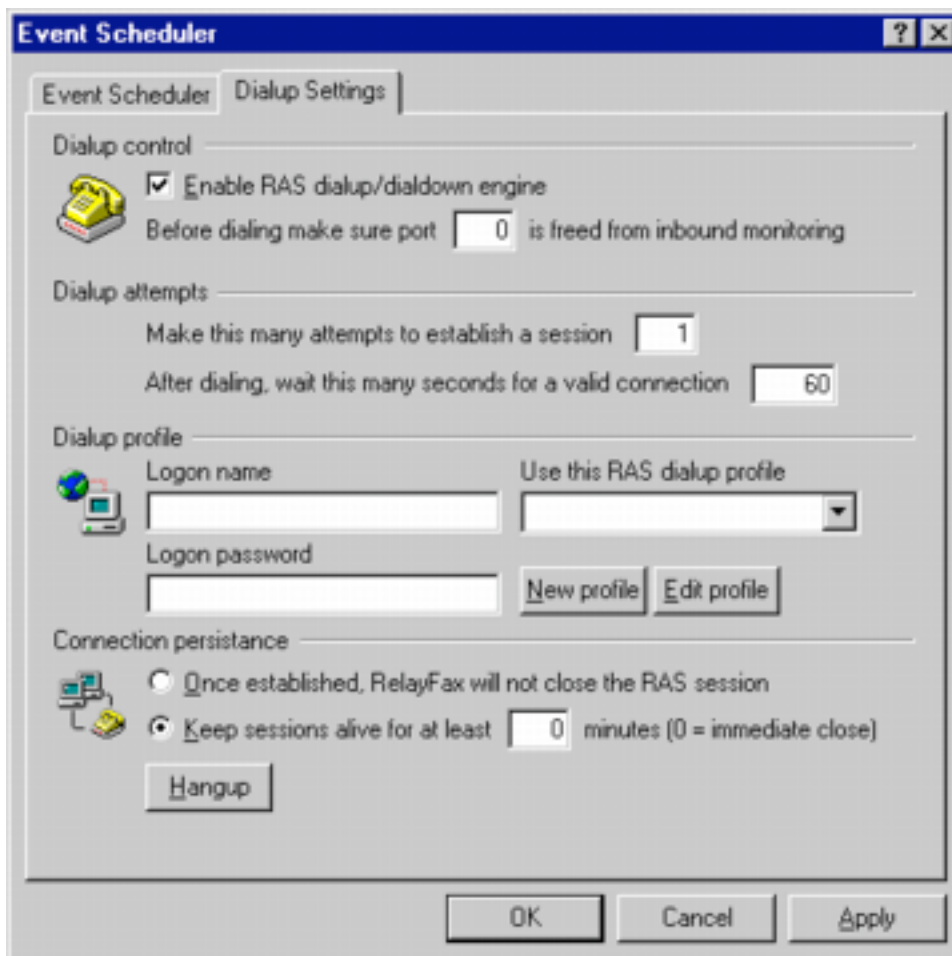 Event Scheduler
Event Scheduler Dialup Settings
Dialup control
Enable RAS dialup/dialdown engine
Before dialing make sure port 0 is freed from inbound monitoring
Dialup attempts
Make this many attempts to establish a session 1
After dialing, wait this many seconds for a valid connection 60
Dialup profile
Logon name Use this RAS dialup profile
Logon password
New profile Edit profile
Connection persistance
Once established, RelayFax will not close the RAS session
Keep sessions alive for at least 0 minutes (0 = immediate close)
Hangup
OK Cancel Apply